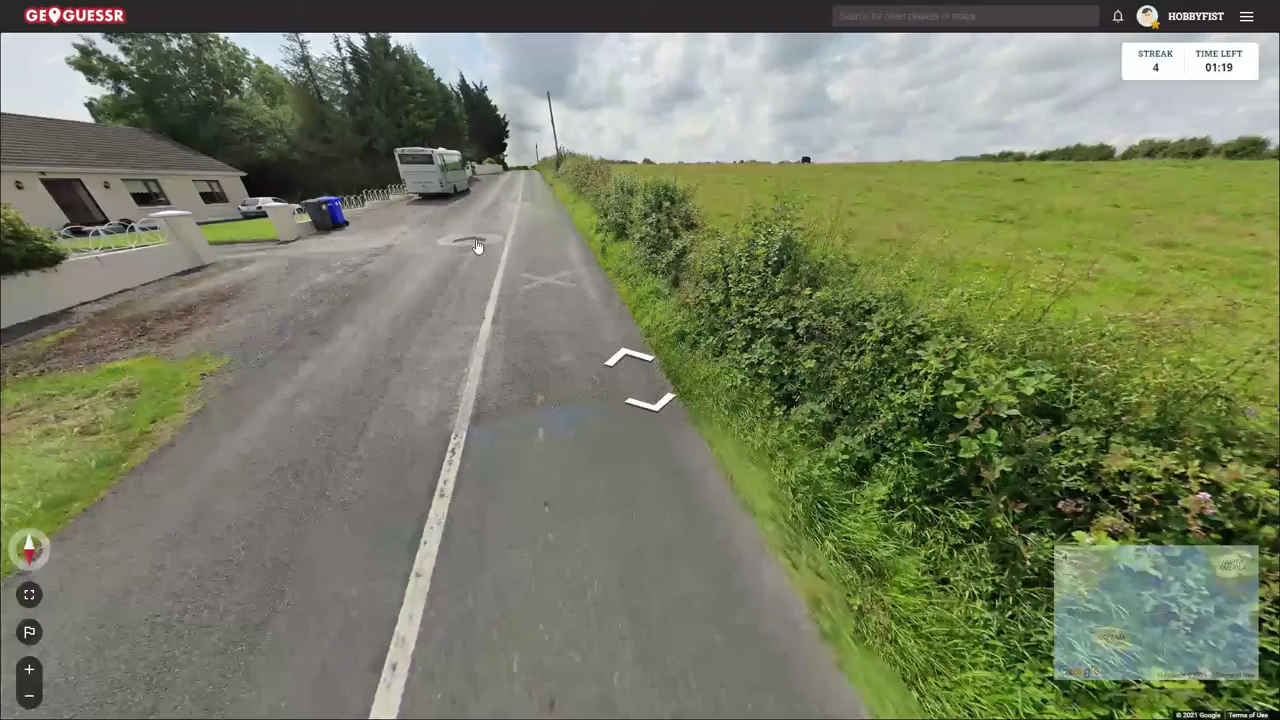 GEOGUESSR
Search for other players or maps
HOBBYFIST
STREAK
4
TIME LEFT
01:19
OCEANIA
© 2021 Google
Terms of Use